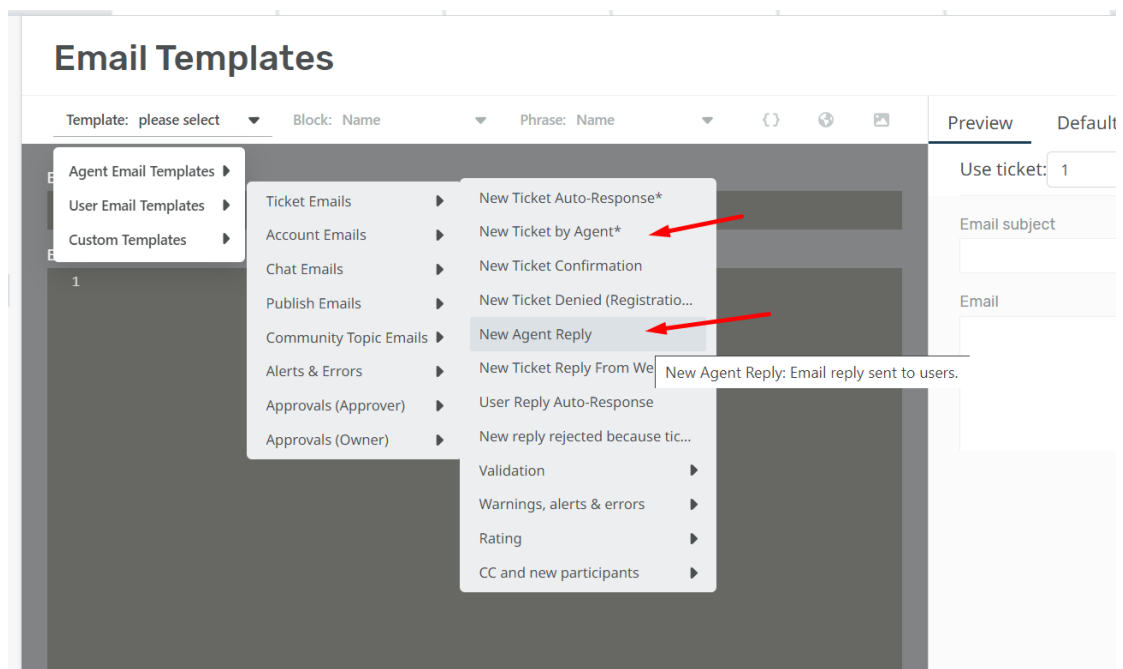 Email Templates
Template: please select
Block: Name
Phrase: Name
{}
Preview
Default
Agent Email Templates
User Email Templates
Custom Templates
E
E
1
Ticket Emails
Account Emails
Chat Emails
Publish Emails
Community Topic Emails
Alerts & Errors
Approvals (Approver)
Approvals (Owner)
New Ticket Auto-Response*
New Ticket by Agent*
New Ticket Confirmation
New Ticket Denied (Registratio...
New Agent Reply
New Ticket Reply From We
User Reply Auto-Response
New reply rejected because tic...
Validation
Warnings, alerts & errors
Rating
CC and new participants
New Agent Reply: Email reply sent to users.
Use ticket: 1
Email subject
Email